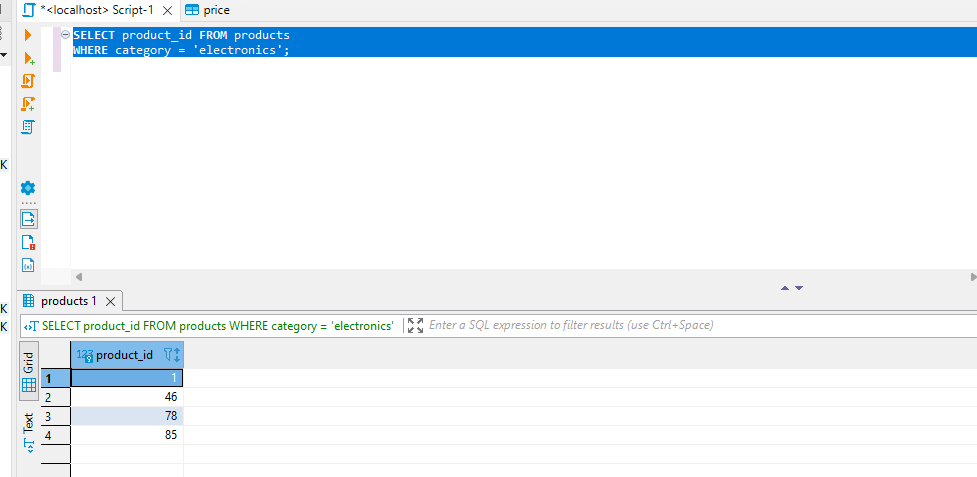 *<localhost> Script-1
price
SELECT product_id FROM products
WHERE category = 'electronics';
K
K
K
products 1
SELECT product_id FROM products WHERE category = 'electronics'
Enter a SQL expression to filter results (use Ctrl+Space)
Grid
Text
123 product_id
1 1
2 46
3 78
4 85